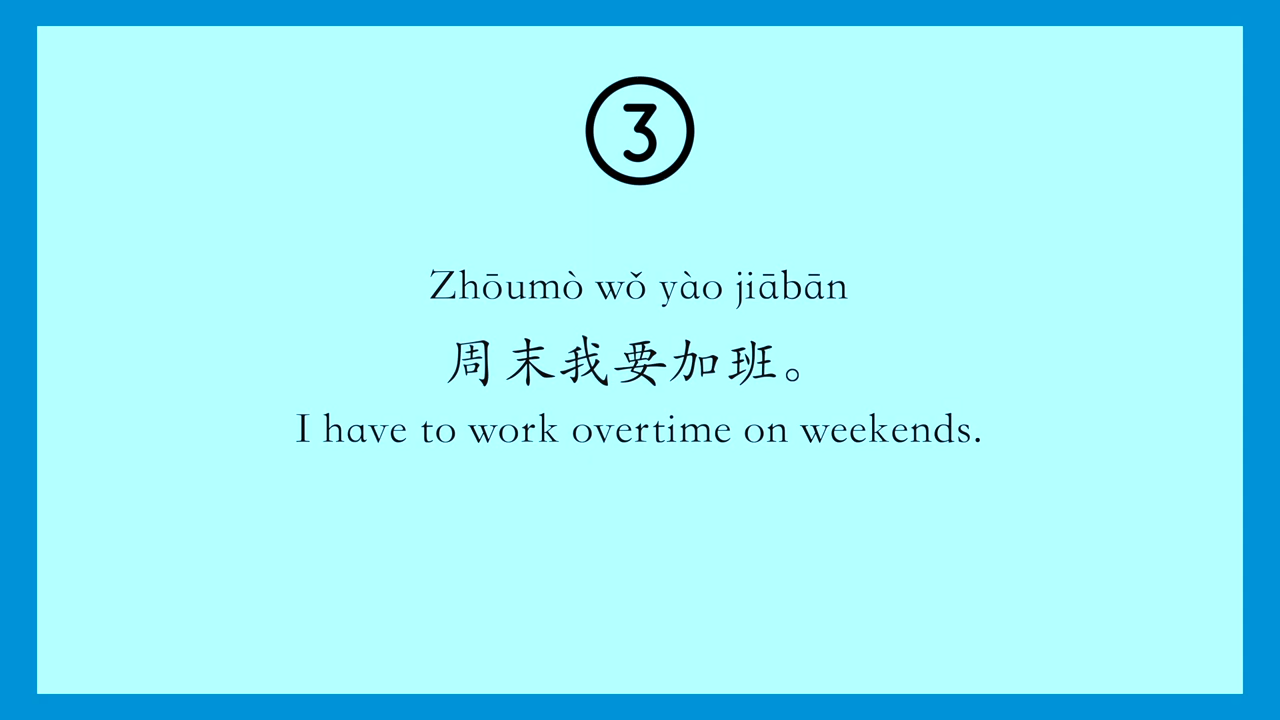 3
Zhōumò wǒ yào jiābān
周末我要加班。
I have to work overtime on weekends.